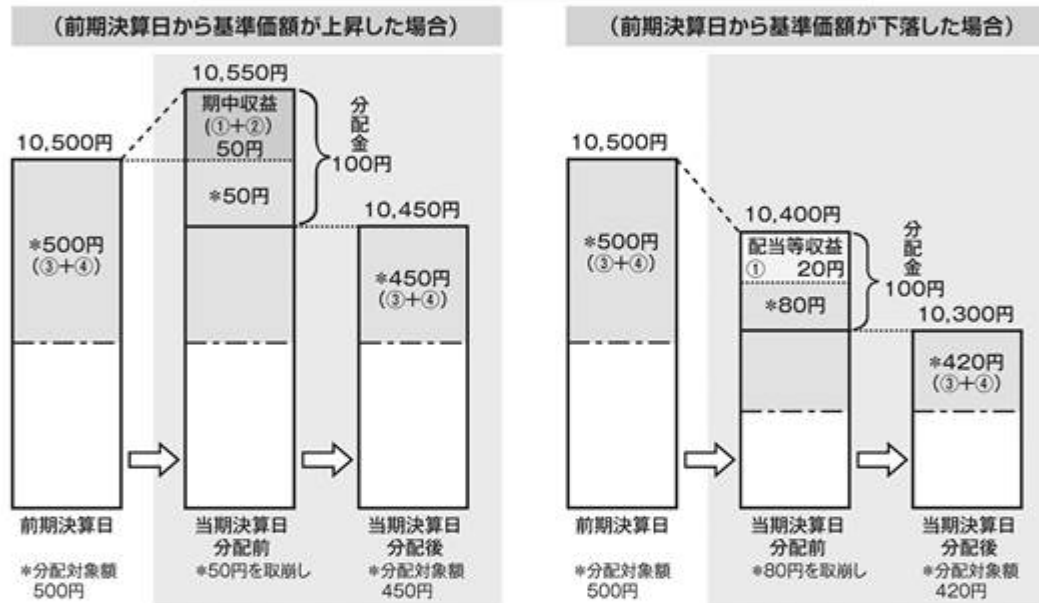 （前期決算日から基準価額が上昇した場合）
10,550円
期中収益
（①＋②）
50円
分配金
100円
10,500円
＊50円
10,450円
＊500円
（③＋④）
＊450円
（③＋④）
前期決算日
当期決算日
分配前
当期決算日
分配後
＊分配対象額
500円
＊50円を取崩し
＊分配対象額
450円
（前期決算日から基準価額が下落した場合）
10,500円
10,400円
配当等収益
① 20円
分配金
100円
＊500円
（③＋④）
＊80円
10,300円
＊420円
（③＋④）
前期決算日
当期決算日
分配前
当期決算日
分配後
＊分配対象額
500円
＊80円を取崩し
＊分配対象額
420円